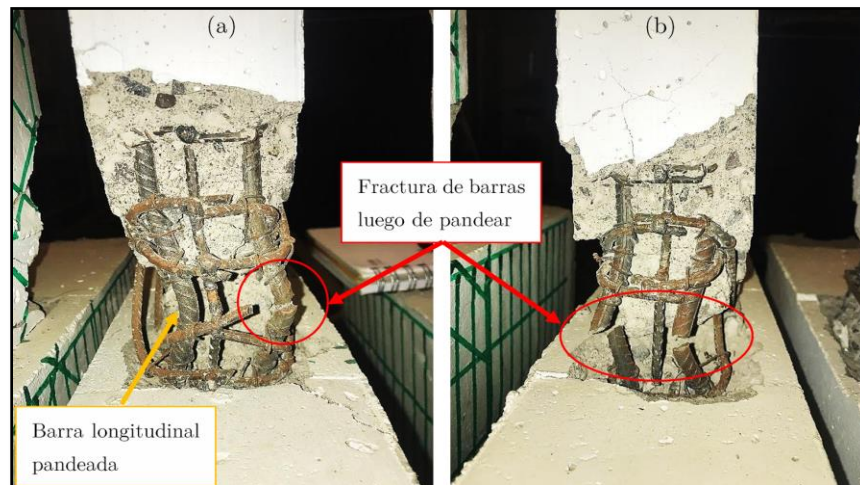 (a)
(b)
Fractura de barras
luego de pandear
Barra longitudinal
pandeada